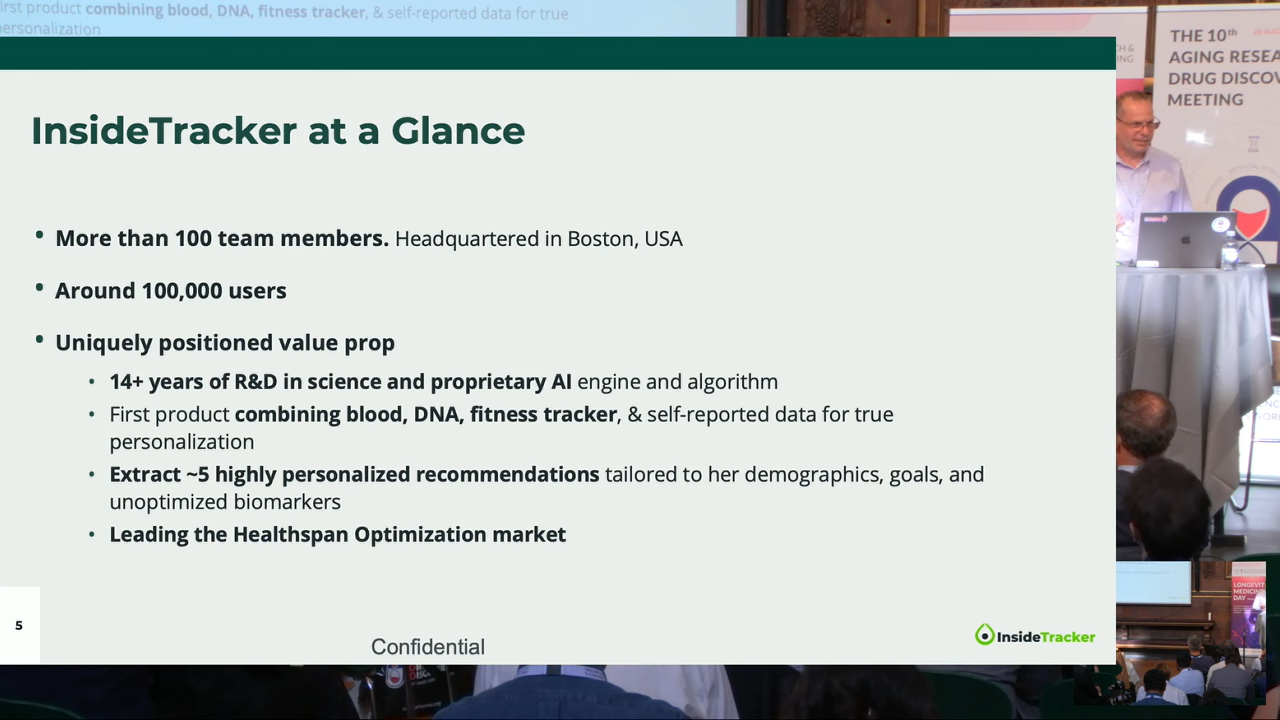 First product combining blood, DNA, fitness tracker, & self-reported data for true
personalization
THE 10th
AGING RESEA
DRUG DISCOV
MEETING
InsideTracker at a Glance
• More than 100 team members. Headquartered in Boston, USA
• Around 100,000 users
• Uniquely positioned value prop
• 14+ years of R&D in science and proprietary AI engine and algorithm
• First product combining blood, DNA, fitness tracker, & self-reported data for true
personalization
• Extract ~5 highly personalized recommendations tailored to her demographics, goals, and
unoptimized biomarkers
• Leading the Healthspan Optimization market
5
Confidential
InsideTracker
LONGEVIT
MEDICIN
DAY